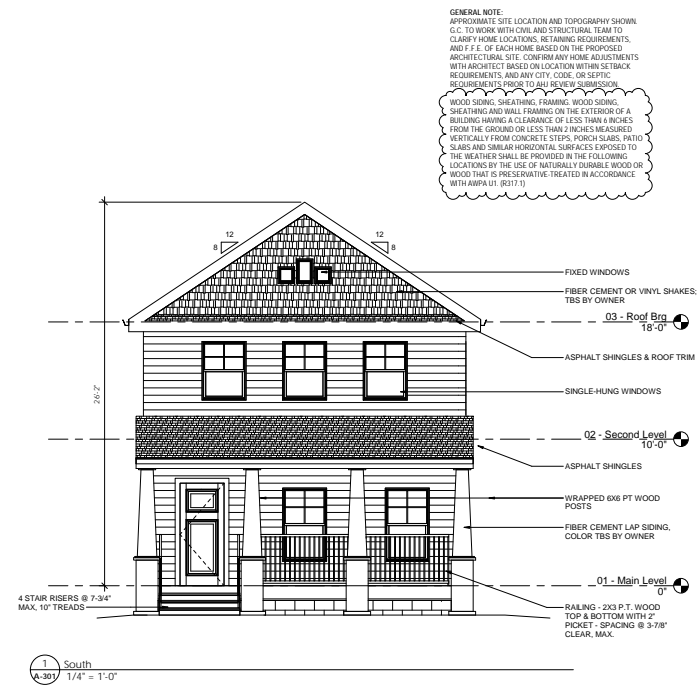 GENERAL NOTE:
APPROXIMATE SITE LOCATION AND TOPOGRAPHY SHOWN.
G.C. TO WORK WITH CIVIL AND STRUCTURAL TEAM TO
CLARIFY HOME LOCATIONS, RETAINING REQUIREMENTS,
AND F.F.E. OF EACH HOME BASED ON THE PROPOSED
ARCHITECTURAL SITE. CONFIRM ANY HOME ADJUSTMENTS
WITH ARCHITECT BASED ON LOCATION WITHIN SETBACK
REQUIREMENTS, AND ANY CITY, CODE, OR SEPTIC
REQUIREMENTS PRIOR TO AHJ REVIEW SUBMISSION.
WOOD SIDING, SHEATHING, FRAMING. WOOD SIDING,
SHEATHING AND WALL FRAMING ON THE EXTERIOR OF A
BUILDING HAVING A CLEARANCE OF LESS THAN 6 INCHES
FROM THE GROUND OR LESS THAN 2 INCHES MEASURED
VERTICALLY FROM CONCRETE STEPS, PORCH SLABS, PATIO
SLABS AND SIMILAR HORIZONTAL SURFACES EXPOSED TO
THE WEATHER SHALL BE PROVIDED IN THE FOLLOWING
LOCATIONS BY THE USE OF NATURALLY DURABLE WOOD OR
WOOD THAT IS PRESERVATIVE-TREATED IN ACCORDANCE
WITH AWPA U1. (R317.1)
12
8
12
8
FIXED WINDOWS
FIBER CEMENT OR VINYL SHAKES;
TBS BY OWNER
03 - Roof Brg
18'-0"
ASPHALT SHINGLES & ROOF TRIM
SINGLE-HUNG WINDOWS
26'-2"
02 - Second Level
10'-0"
ASPHALT SHINGLES
WRAPPED 6X6 PT WOOD
POSTS
FIBER CEMENT LAP SIDING,
COLOR TBS BY OWNER
01 - Main Level
0"
4 STAIR RISERS @ 7-3/4"
MAX, 10" TREADS
RAILING - 2X3 P.T. WOOD
TOP & BOTTOM WITH 2"
PICKET - SPACING @ 3-7/8"
CLEAR, MAX.
1
A-301
South
1/4" = 1'-0"